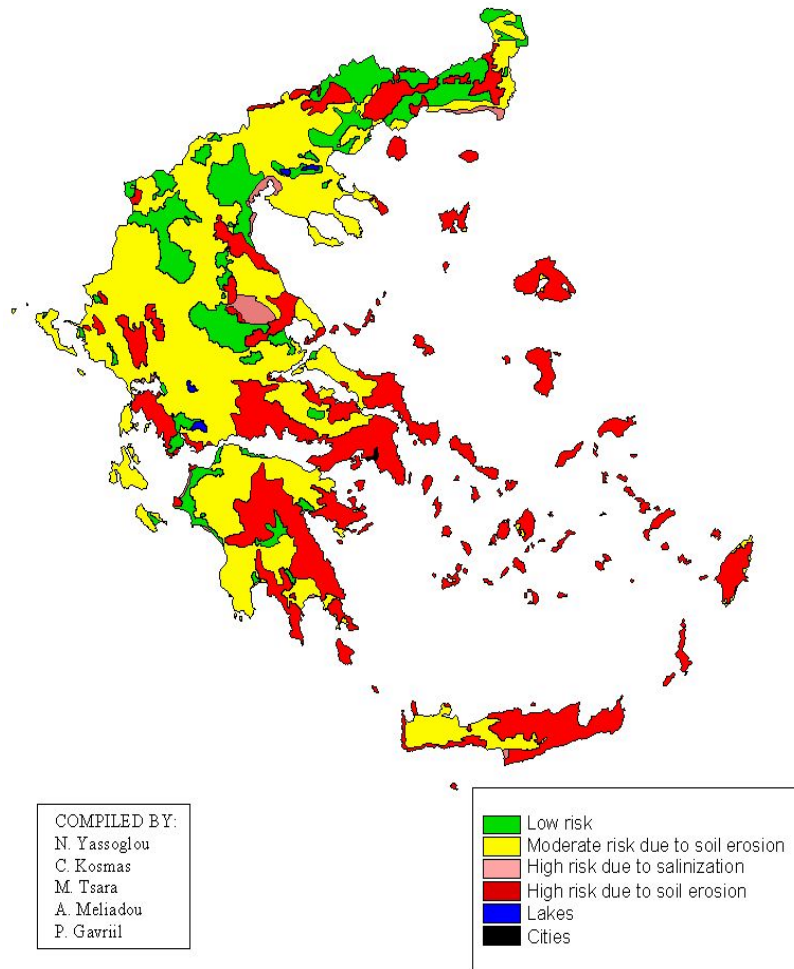 COMPILED BY:
N. Yassoglou
C. Kosmas
M. Tsara
A. Meliadou
P. Gavriil
Low risk
Moderate risk due to soil erosion
High risk due to salinization
High risk due to soil erosion
Lakes
Cities